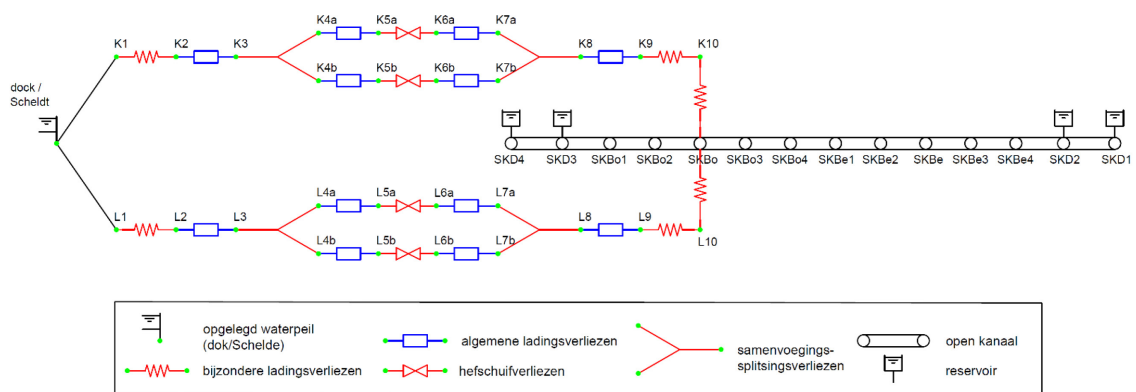 K4a K5a K6a K7a
K1 K2 K3 K8 K9 K10
K4b K5b K6b K7b
dock /
Scheldt
SKD4 SKD3 SKBo1 SKBo2 SKBo SKBo3 SKBo4 SKBe1 SKBe2 SKBe SKBe3 SKBe4 SKD2 SKD1
L4a L5a L6a L7a
L1 L2 L3 L8 L9
L10
L4b L5b L6b L7b
opgelegd waterpeil
(dok/Schelde)
bijzondere ladingsverliezen
algemene ladingsverliezen
hefschuifverliezen
samenvoegings-
splitsingsverliezen
open kanaal
reservoir